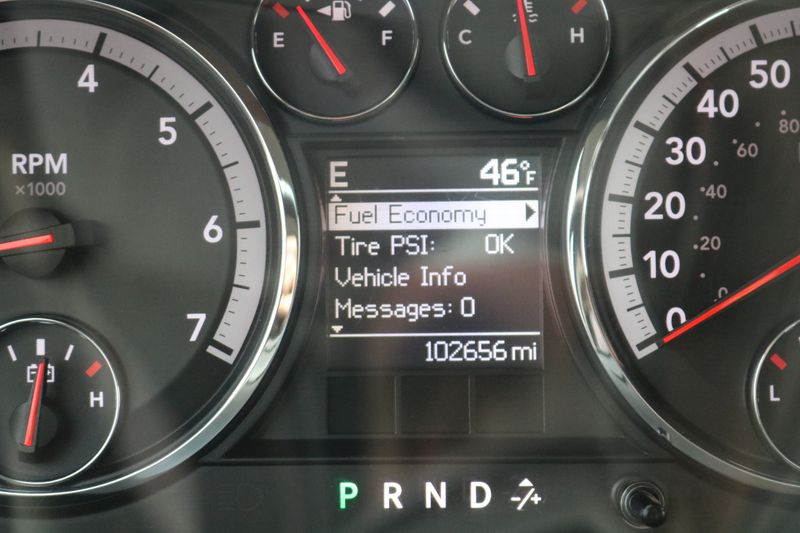 E F
C H
4
5
6
7
RPM
×1000
H
E 46°F
Fuel Economy
Tire PSI: OK
Vehicle Info
Messages: 0
102656 mi
P R N D
50
40
30
20
10
0
80
60
40
20
0
L